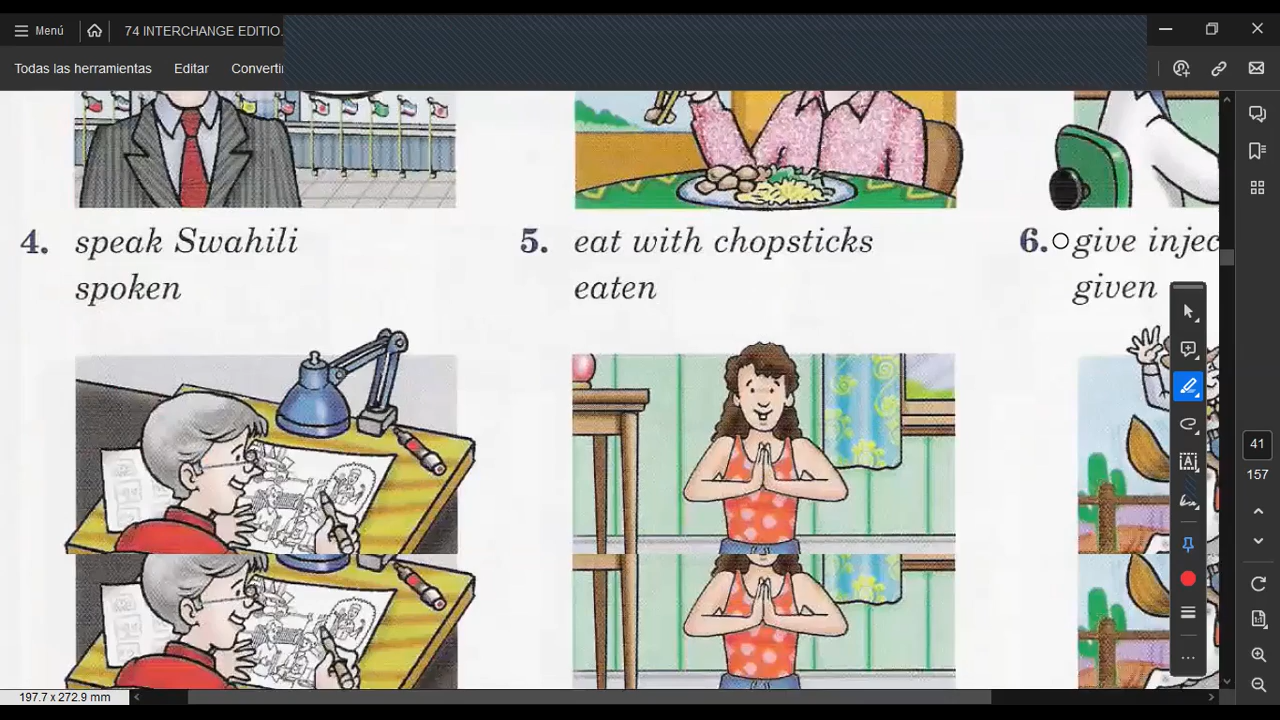 Menú
74 INTERCHANGE EDITIO
Todas las herramientas Editar Converti
4. speak Swahili
spoken
5. eat with chopsticks
eaten
6. give injec
given
41
157
197.7 x 272.9 mm